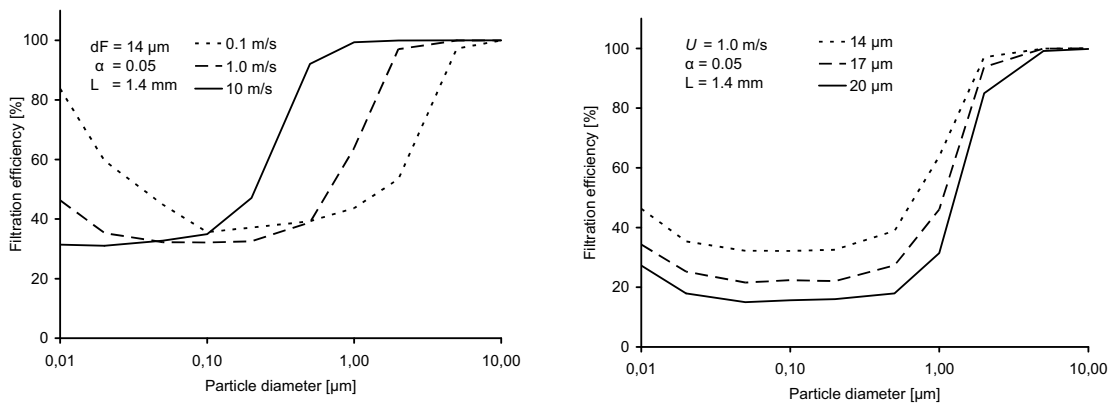 100
80
60
40
20
0
Filtration efficiency [%]
dF = 14 µm
α = 0.05
L = 1.4 mm
0.1 m/s
1.0 m/s
10 m/s
0,01
0,10
1,00
10,00
Particle diameter [µm]
100
80
60
40
20
0
Filtration efficiency [%]
U = 1.0 m/s
α = 0.05
L = 1.4 mm
14 µm
17 µm
20 µm
0,01
0,10
1,00
10,00
Particle diameter [µm]